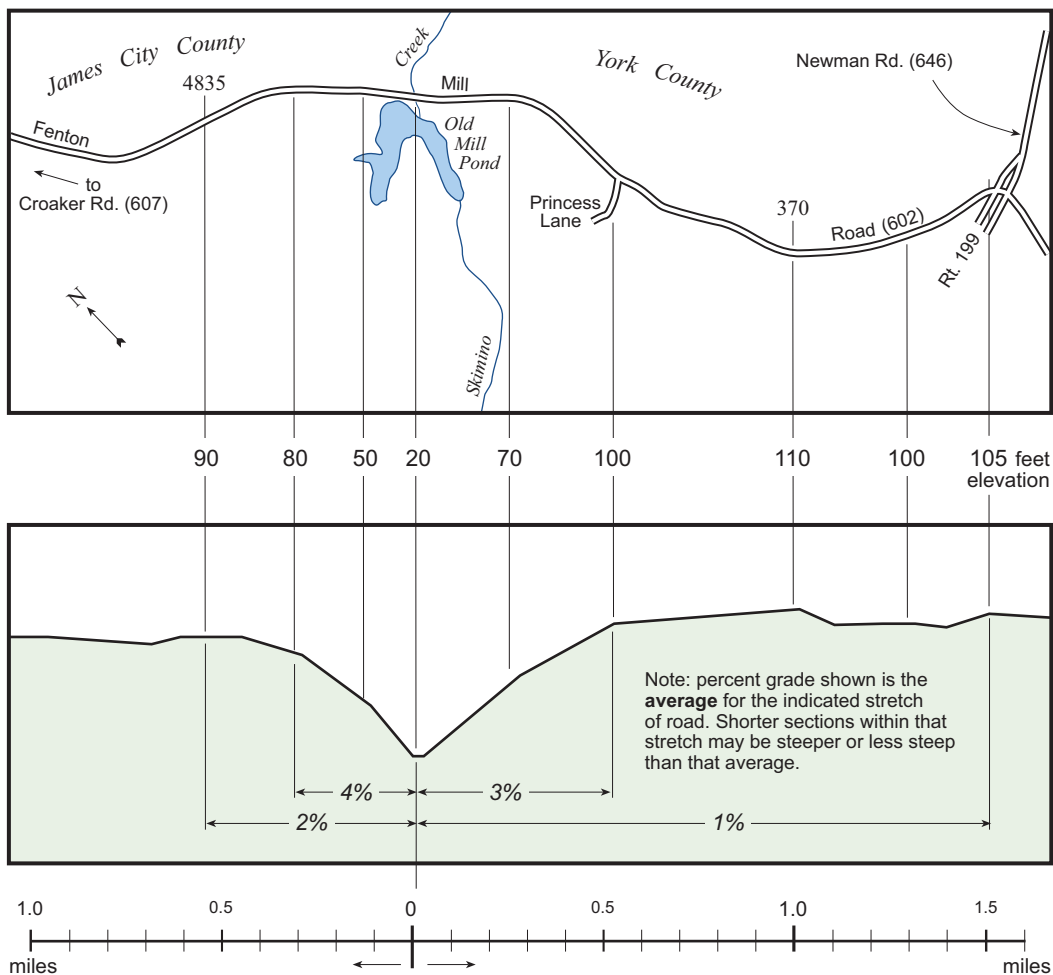 James City County
4835
Fenton
to
Croaker Rd. (607)
N
Creek
Mill
Old
Mill
Pond
Skimino
York County
Newman Rd. (646)
Princess
Lane
370
Road (602)
Rt. 199
90 80 50 20 70 100 110 100 105 feet
elevation
Note: percent grade shown is the
average for the indicated stretch
of road. Shorter sections within that
stretch may be steeper or less steep
than that average.
4% 3%
2% 1%
1.0 0.5 0 0.5 1.0 1.5
miles miles